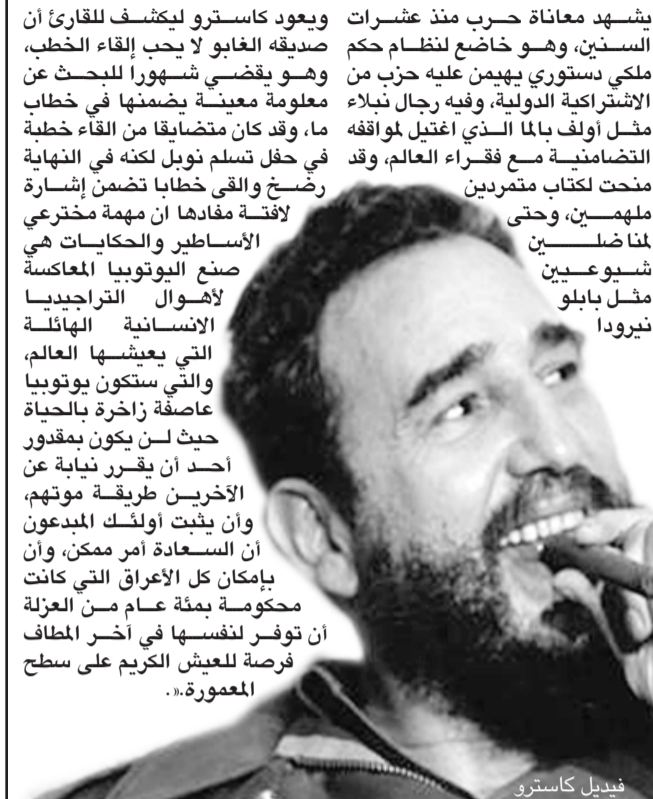 يشهد معاناة حرب منذ عشرات
السنين، وهو خاضع لنظام حكم
ملكي دستوري يهيمن عليه حزب من
الاشتراكية الدولية، وفيه رجال نبلاء
مثل أولف بالما الذي اغتيل لمواقفه
التضامنية مع فقراء العالم، وقد
منحت لكتاب متمردين
ملهمين، وحتى
لمناضلين
شيوعيين
مثل بابلو
نيرودا
ويعود كاسترو ليكشف للقارئ أن
صديقه الغابو لا يحب إلقاء الخطب،
وهو يقضي شهورا للبحث عن
معلومة معينة يضمنها في خطاب
ما، وقد كان متضايقا من القاء خطبة
في حفل تسلم نوبل لكنه في النهاية
رضخ والقى خطابا تضمن إشارة
لافتة مفادها ان مهمة مخترعي
الأساطير والحكايات هي
صنع اليوتوبيا المعاكسة
لأهوال التراجيديا
الانسانية الهائلة
التي يعيشها العالم،
والتي ستكون يوتوبيا
عاصفة زاخرة بالحياة
حيث لن يكون بمقدور
أحد أن يقرر نيابة عن
الآخرين طريقة موتهم،
وأن يثبت أولئك المبدعون
أن السعادة أمر ممكن، وأن
بإمكان كل الأعراق التي كانت
محكومة بمئة عام من العزلة
أن توفر لنفسها في آخر المطاف
فرصة للعيش الكريم على سطح
المعمورة.».
فيديل كاسترو